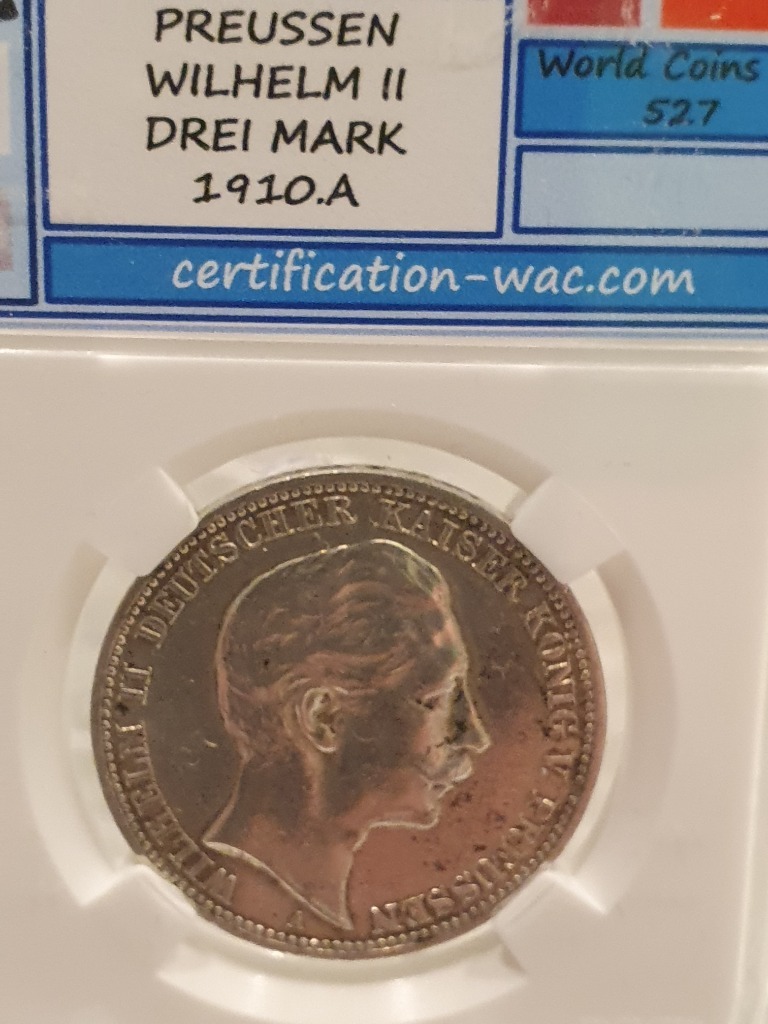 PREUSSEN
WILHELM II
DREI MARK
1910.A
World Coins
52.7
certification-wac.com
WILHELM II DEUTSCHER KAISER KÖNIG V. PREUSSEN
A